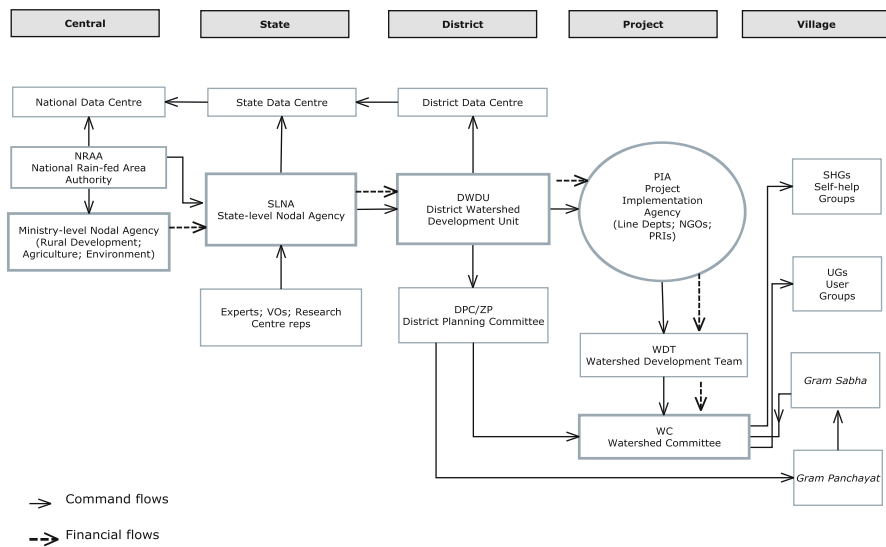 Central
State
District
Project
Village
National Data Centre
State Data Centre
District Data Centre
NRAA
National Rain-fed Area
Authority
Ministry-level Nodal Agency
(Rural Development;
Agriculture; Environment)
SLNA
State-level Nodal Agency
Experts; VOs; Research
Centre reps
DWDU
District Watershed
Development Unit
DPC/ZP
District Planning Committee
PIA
Project
Implementation
Agency
(Line Depts; NGOs;
PRIs)
WDT
Watershed Development Team
WC
Watershed Committee
SHGs
Self-help
Groups
UGs
User
Groups
Gram Sabha
Gram Panchayat
Command flows
Financial flows